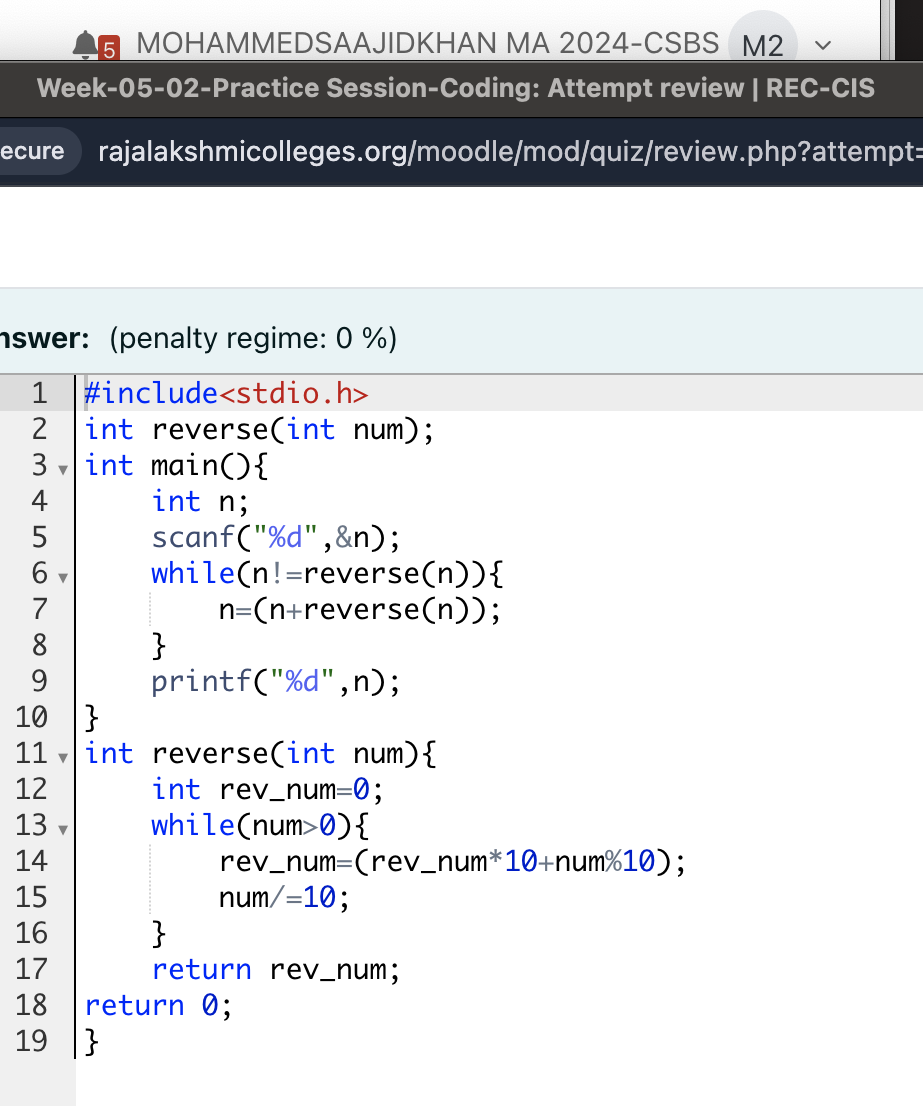 5 MOHAMMEDSAAJIDKHAN MA 2024-CSBS M2
Week-05-02-Practice Session-Coding: Attempt review | REC-CIS
ecure rajalakshmicolleges.org/moodle/mod/quiz/review.php?attempt=
nswer: (penalty regime: 0 %)
1 #include<stdio.h>
2 int reverse(int num);
3 int main(){
4     int n;
5     scanf("%d",&n);
6     while(n!=reverse(n)){
7         n=(n+reverse(n));
8     }
9     printf("%d",n);
10 }
11 int reverse(int num){
12     int rev_num=0;
13     while(num>0){
14         rev_num=(rev_num*10+num%10);
15         num/=10;
16     }
17     return rev_num;
18 return 0;
19 }